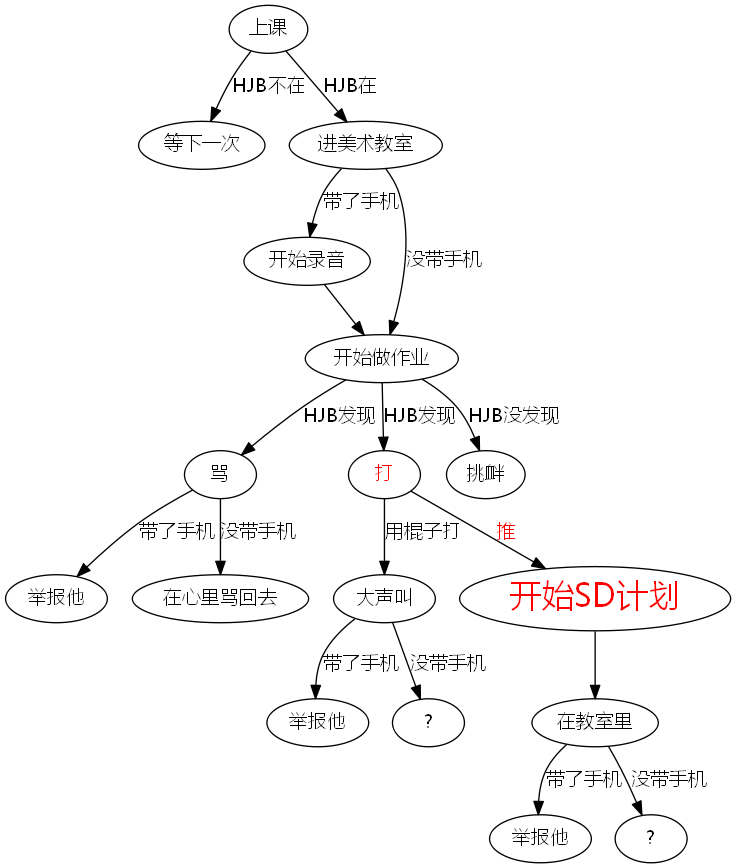 上课
HJB不在
HJB在
等下一次
进美术教室
带了手机
开始录音
没带手机
开始做作业
HJB发现
HJB发现
HJB没发现
骂
打
挑衅
带了手机
没带手机
用棍子打
推
举报他
在心里骂回去
大声叫
开始SD计划
带了手机
没带手机
举报他
?
在教室里
带了手机
没带手机
举报他
?